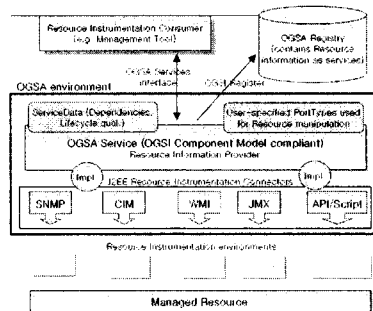 Resource Instrumentation Consumer
(e.g. Management Tool)
OGSA Registry
(contains Resource
information as services)
OGSA Services
interface
OGSI Register
OGSA environment
ServiceData (Dependencies,
Lifecycle qual.)
User-specified PortTypes used
for Resource manipulation
OGSA Service (OGSI Component Model compliant)
Resource Information Provider
Impl
Impl
J2EE Resource Instrumentation Connectors
SNMP
CIM
WMI
JMX
API/Script
Resource Instrumentation environments
Managed Resource